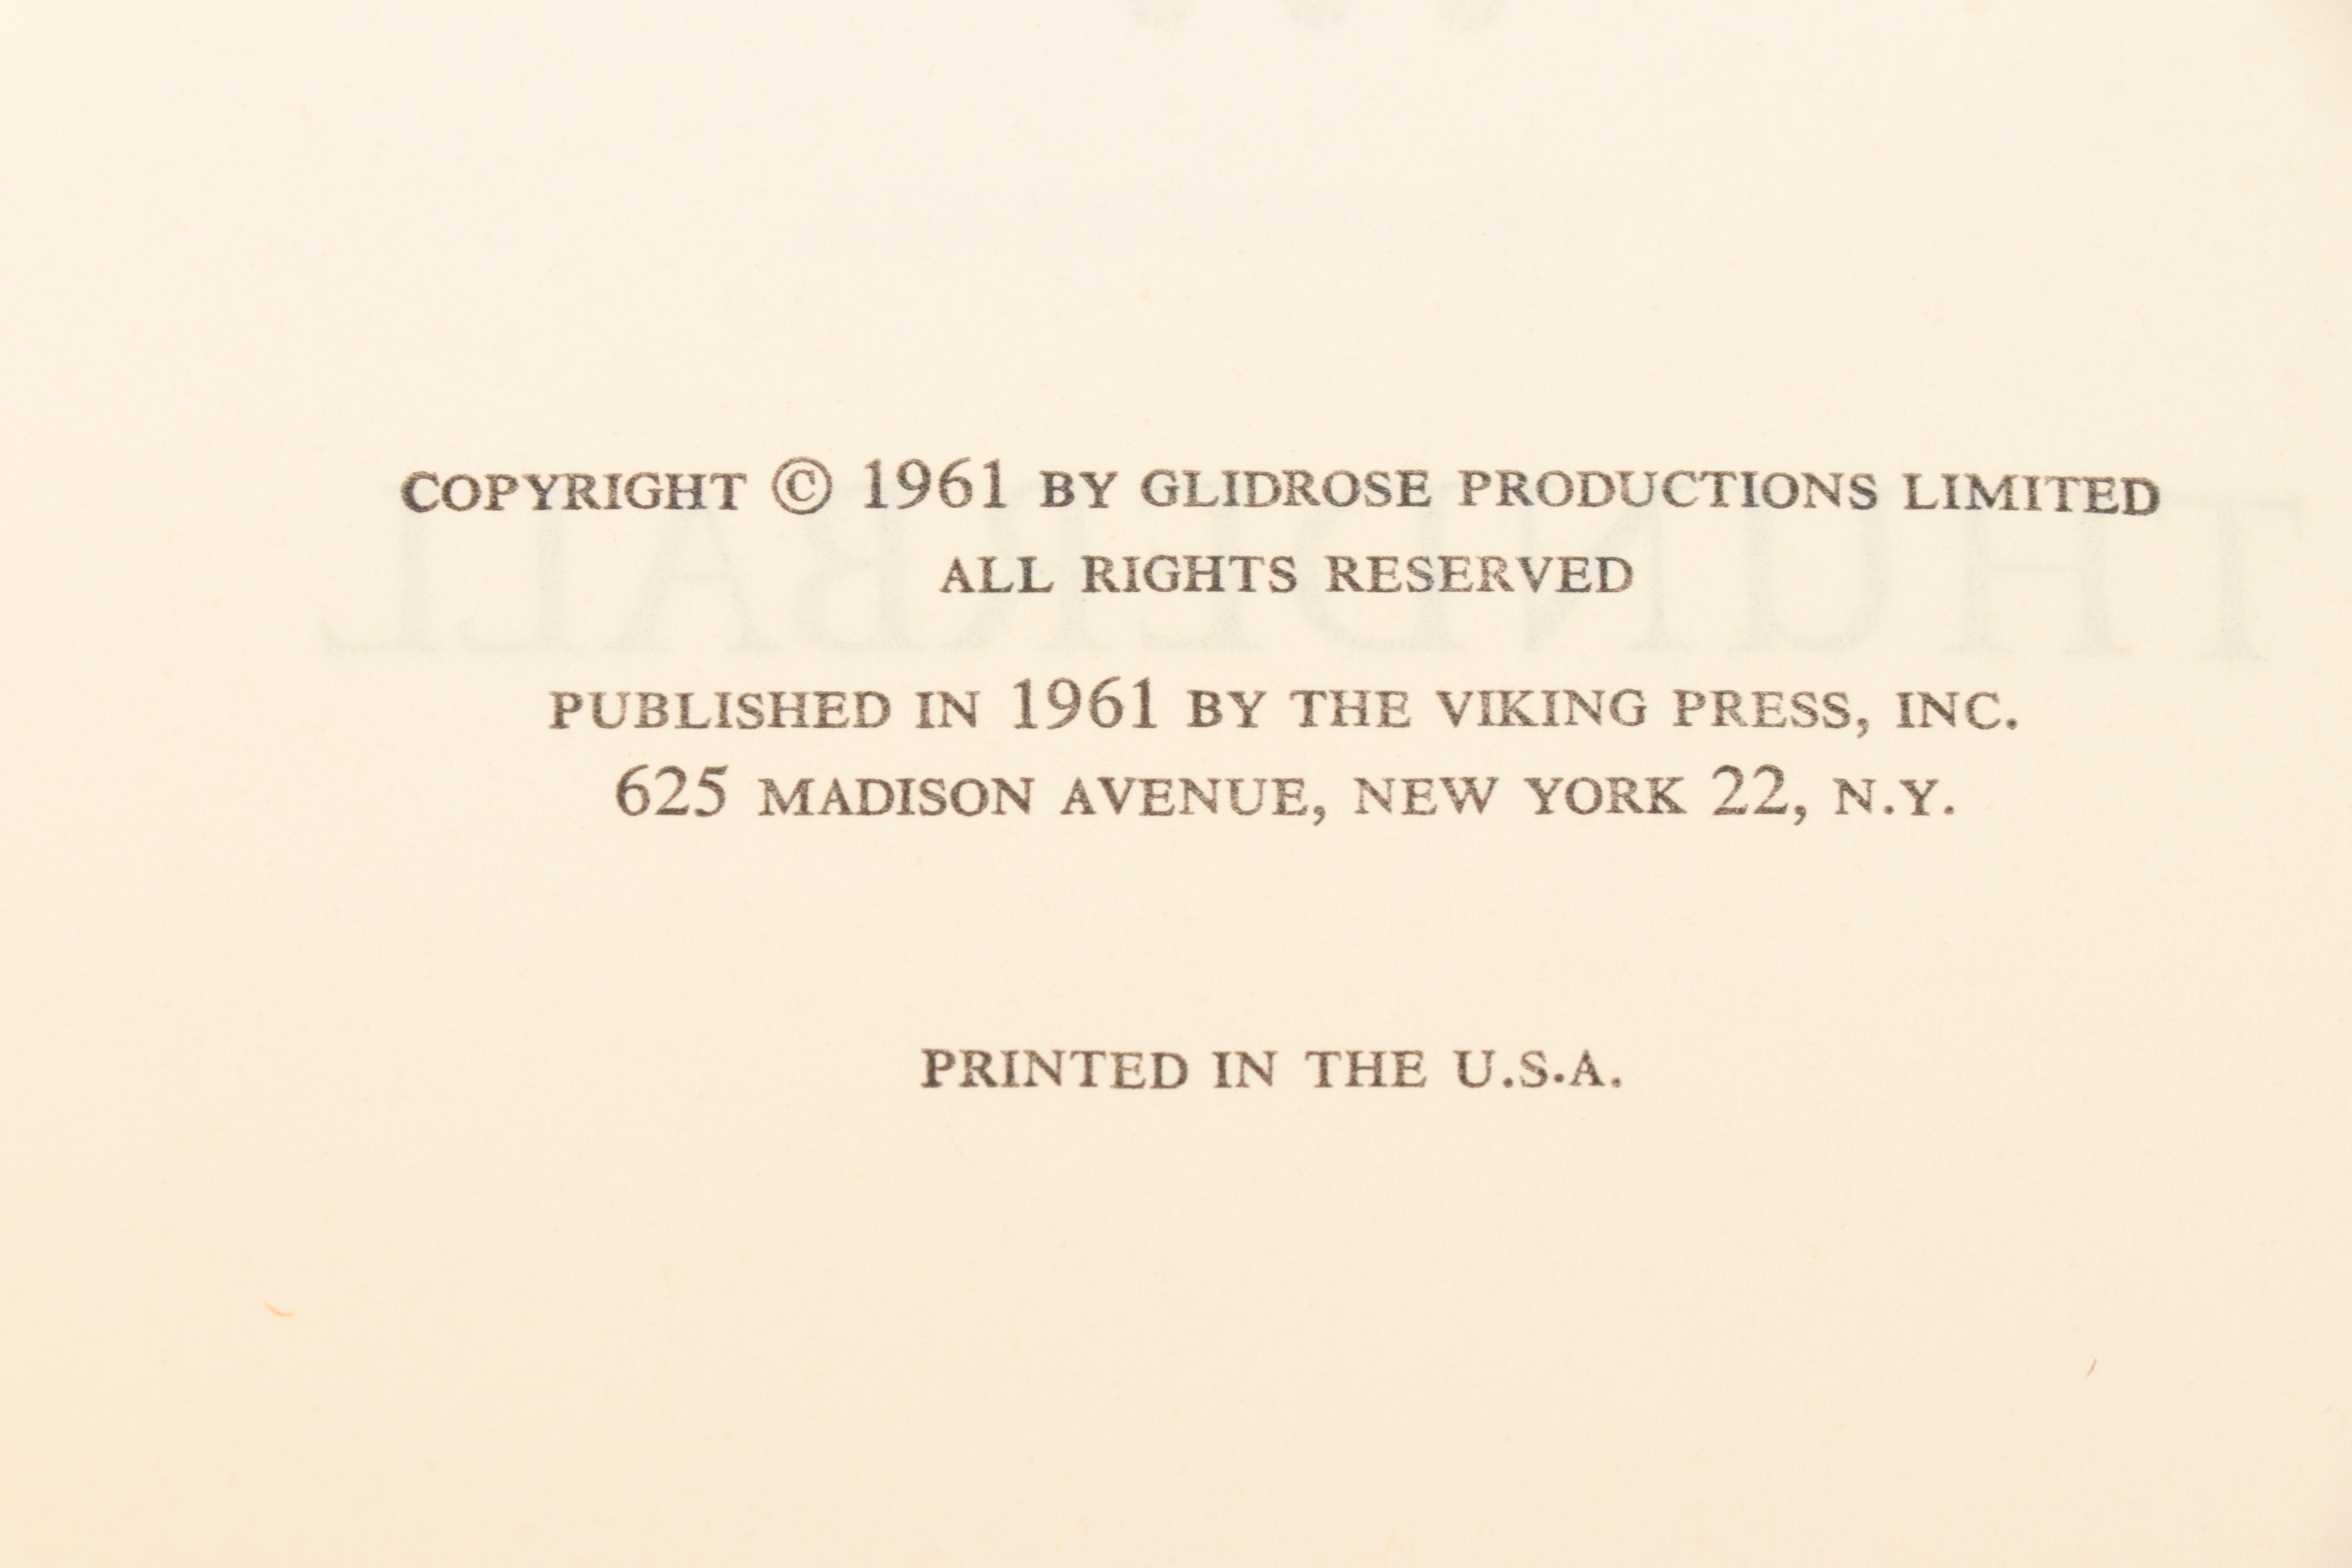 COPYRIGHT © 1961 BY GLIDROSE PRODUCTIONS LIMITED
ALL RIGHTS RESERVED
THUNDERBALL
PUBLISHED IN 1961 BY THE VIKING PRESS, INC.
625 MADISON AVENUE, NEW YORK 22, N.Y.
PRINTED IN THE U.S.A.